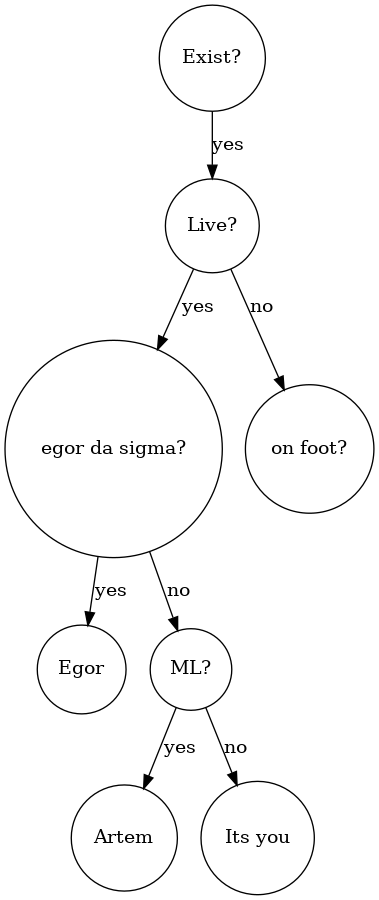 Exist?
yes
Live?
yes
no
egor da sigma?
on foot?
yes
no
Egor
ML?
yes
no
Artem
Its you